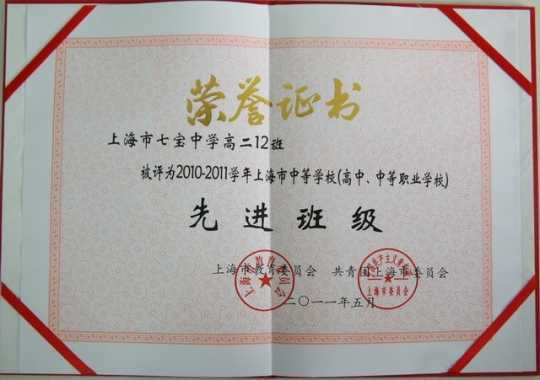 荣誉证书
上海市七宝中学高二12班
被评为2010-2011学年上海市中等学校(高中、中等职业学校)
先进班级
上海市教育委员会 共青团上海市委员会
二〇一一年五月